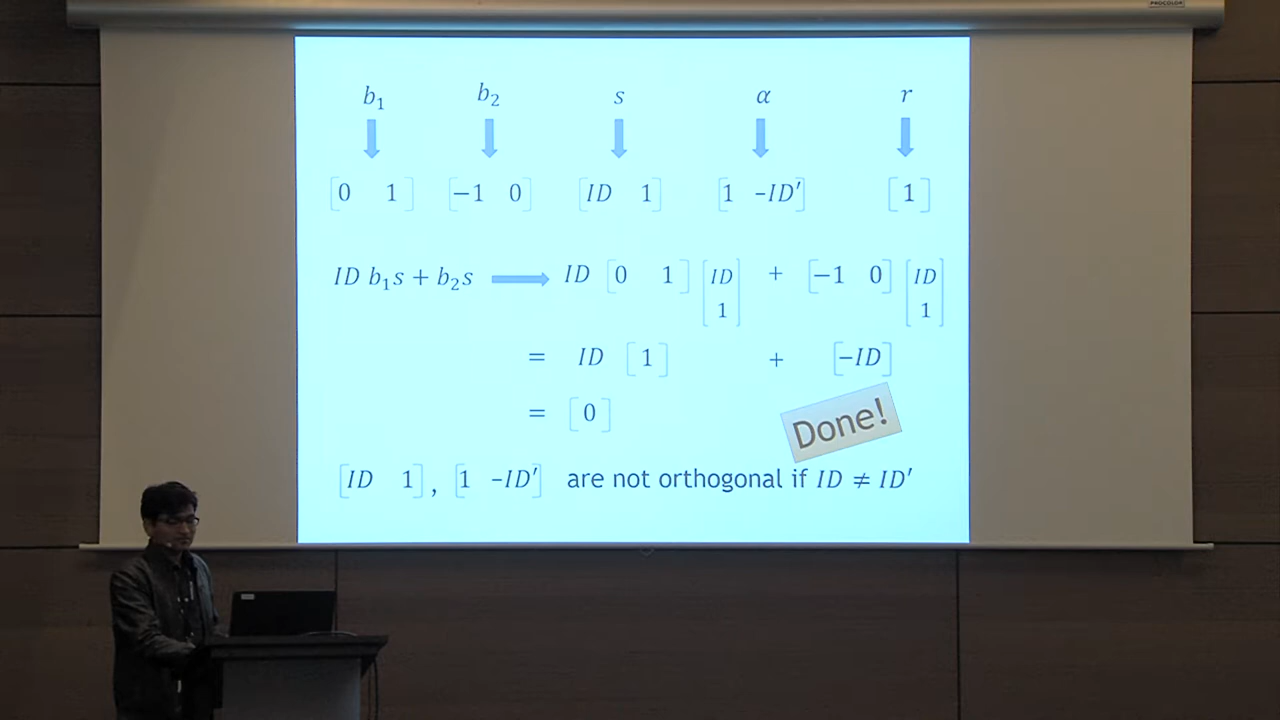 PROCOLOR
b₁ b₂ s α r
[0 1] [−1 0] [ID 1] [1 –ID′] [1]
ID b₁s + b₂s ⟶ ID [0 1] [ID 1] + [−1 0] [ID 1]
= ID [1] + [−ID]
= [0]
Done!
[ID 1], [1 –ID′] are not orthogonal if ID ≠ ID′